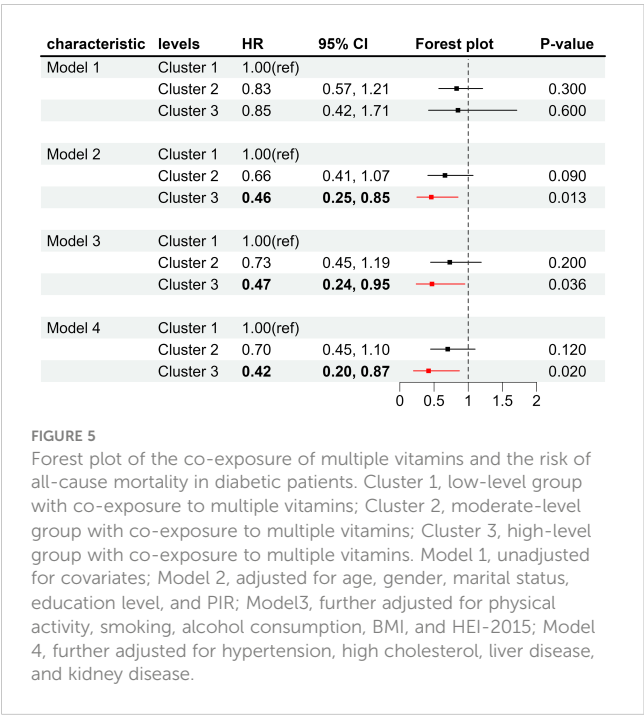 characteristic levels HR 95% CI Forest plot P-value
Model 1 Cluster 1 1.00(ref)
Cluster 2 0.83 0.57, 1.21 0.300
Cluster 3 0.85 0.42, 1.71 0.600
Model 2 Cluster 1 1.00(ref)
Cluster 2 0.66 0.41, 1.07 0.090
Cluster 3 0.46 0.25, 0.85 0.013
Model 3 Cluster 1 1.00(ref)
Cluster 2 0.73 0.45, 1.19 0.200
Cluster 3 0.47 0.24, 0.95 0.036
Model 4 Cluster 1 1.00(ref)
Cluster 2 0.70 0.45, 1.10 0.120
Cluster 3 0.42 0.20, 0.87 0.020
0 0.5 1 1.5 2
FIGURE 5
Forest plot of the co-exposure of multiple vitamins and the risk of
all-cause mortality in diabetic patients. Cluster 1, low-level group
with co-exposure to multiple vitamins; Cluster 2, moderate-level
group with co-exposure to multiple vitamins; Cluster 3, high-level
group with co-exposure to multiple vitamins. Model 1, unadjusted
for covariates; Model 2, adjusted for age, gender, marital status,
education level, and PIR; Model3, further adjusted for physical
activity, smoking, alcohol consumption, BMI, and HEI-2015; Model
4, further adjusted for hypertension, high cholesterol, liver disease,
and kidney disease.